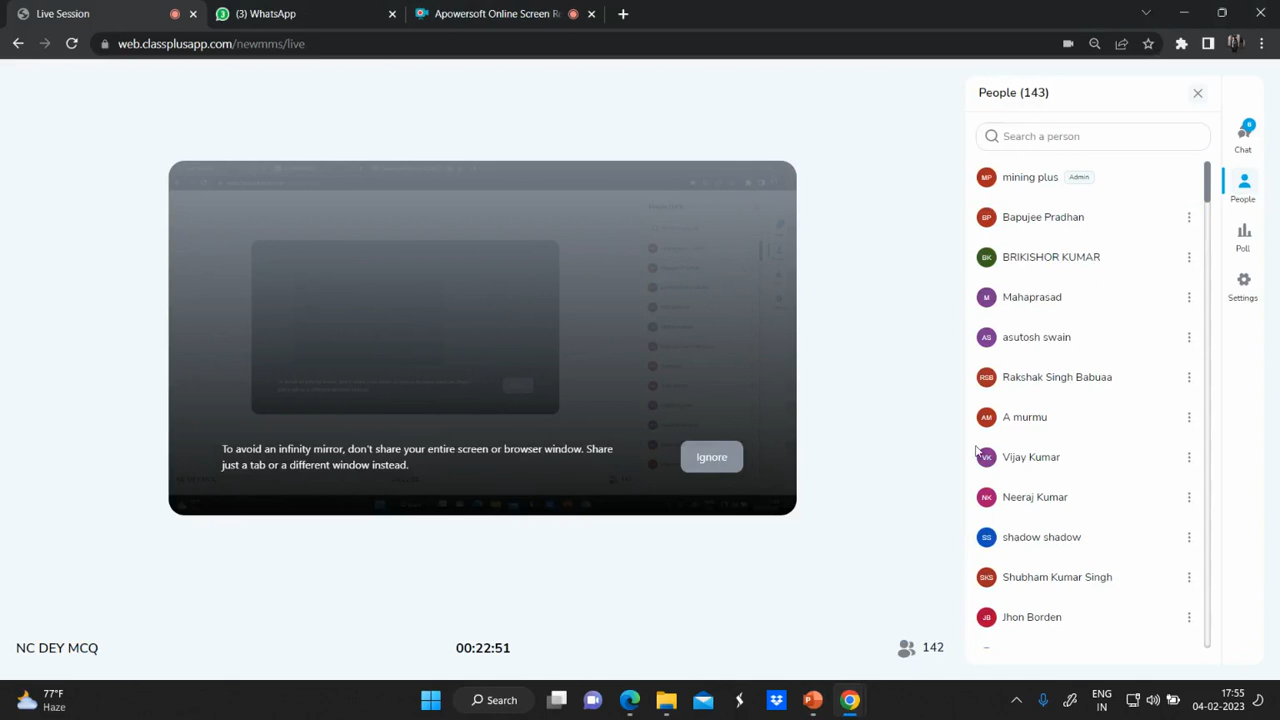 Live Session
(3) WhatsApp
Apowersoft Online Screen Re
web.classplusapp.com/newmms/live
People (143)
Search a person
MP mining plus Admin
BP Bapujee Pradhan
BK BRIKISHOR KUMAR
M Mahaprasad
AS asutosh swain
RSB Rakshak Singh Babuaa
AM A murmu
VK Vijay Kumar
NK Neeraj Kumar
SS shadow shadow
SKS Shubham Kumar Singh
JB Jhon Borden
6
Chat
People
Poll
Settings
To avoid an infinity mirror, don't share your entire screen or browser window. Share
just a tab or a different window instead.
Ignore
NC DEY MCQ
00:22:51
142
77°F
Haze
Search
ENG
IN
17:55
04-02-2023